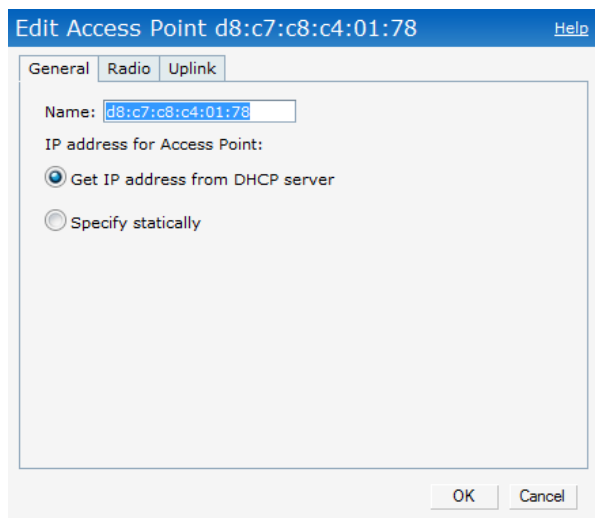 Edit Access Point d8:c7:c8:c4:01:78 Help
General Radio Uplink
Name: d8:c7:c8:c4:01:78
IP address for Access Point:
Get IP address from DHCP server
Specify statically
OK Cancel